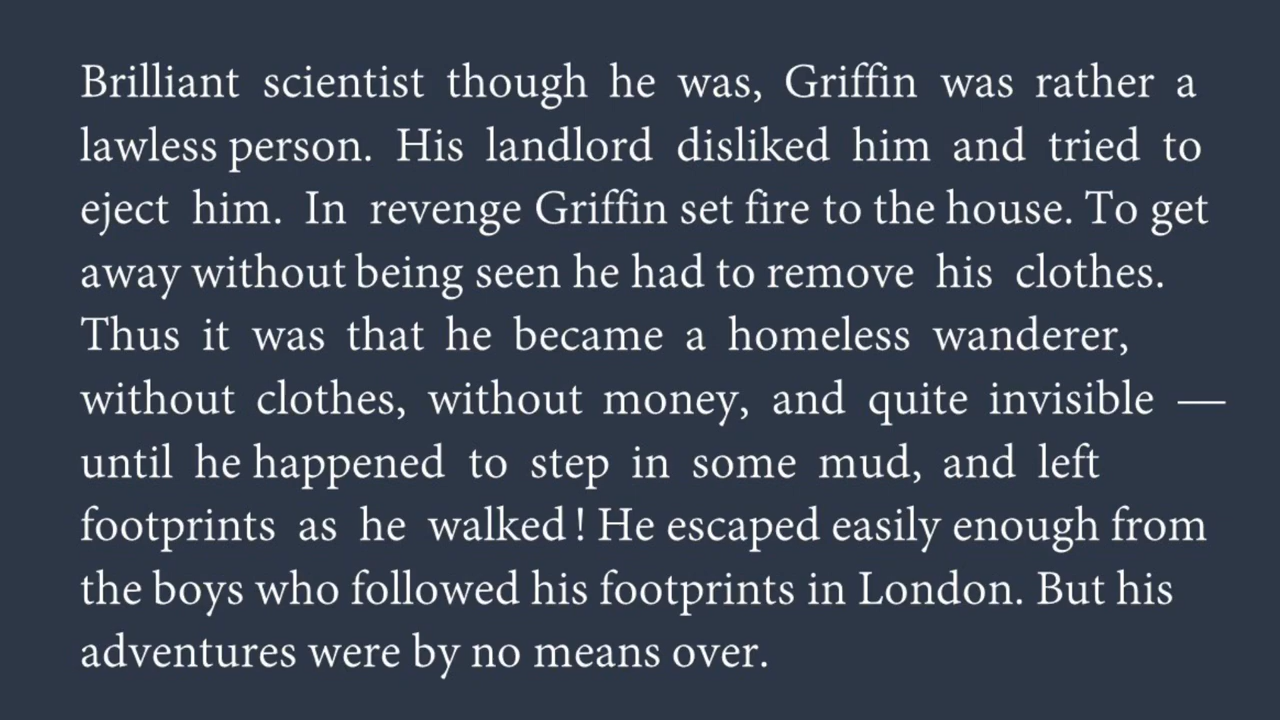 Brilliant scientist though he was, Griffin was rather a
lawless person. His landlord disliked him and tried to
eject him. In revenge Griffin set fire to the house. To get
away without being seen he had to remove his clothes.
Thus it was that he became a homeless wanderer,
without clothes, without money, and quite invisible —
until he happened to step in some mud, and left
footprints as he walked! He escaped easily enough from
the boys who followed his footprints in London. But his
adventures were by no means over.